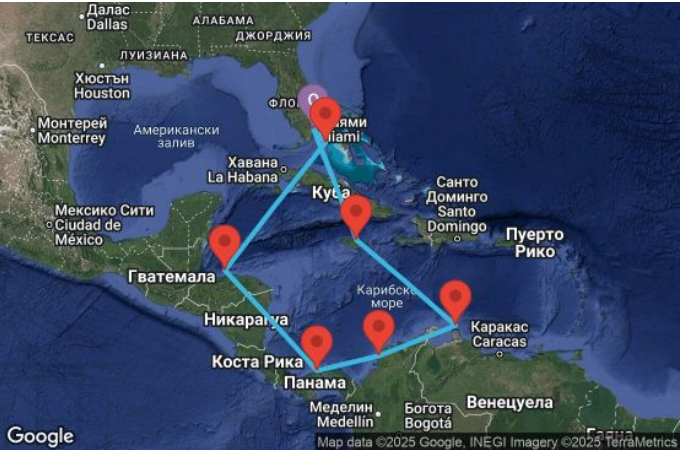 Далас
Dallas
АЛАБАМА
ТЕКСАС
ДЖОРДЖИЯ
ЛУИЗИАНА
Хюстън
Houston
Монтерей
Monterrey
Американски
залив
Хавана
La Habana
Куба
Мексико Сити
Ciudad de
México
Санто
Доминго
Santo
Domingo
Пуерто
Рико
Гватемала
Карибско
море
Никарагуа
Каракас
Caracas
Коста Рика
Панама
Меделин
Medellín
Богота
Bogotá
Венецуела
Google
Map data ©2025 Google, INEGI Imagery ©2025 TerraMetrics